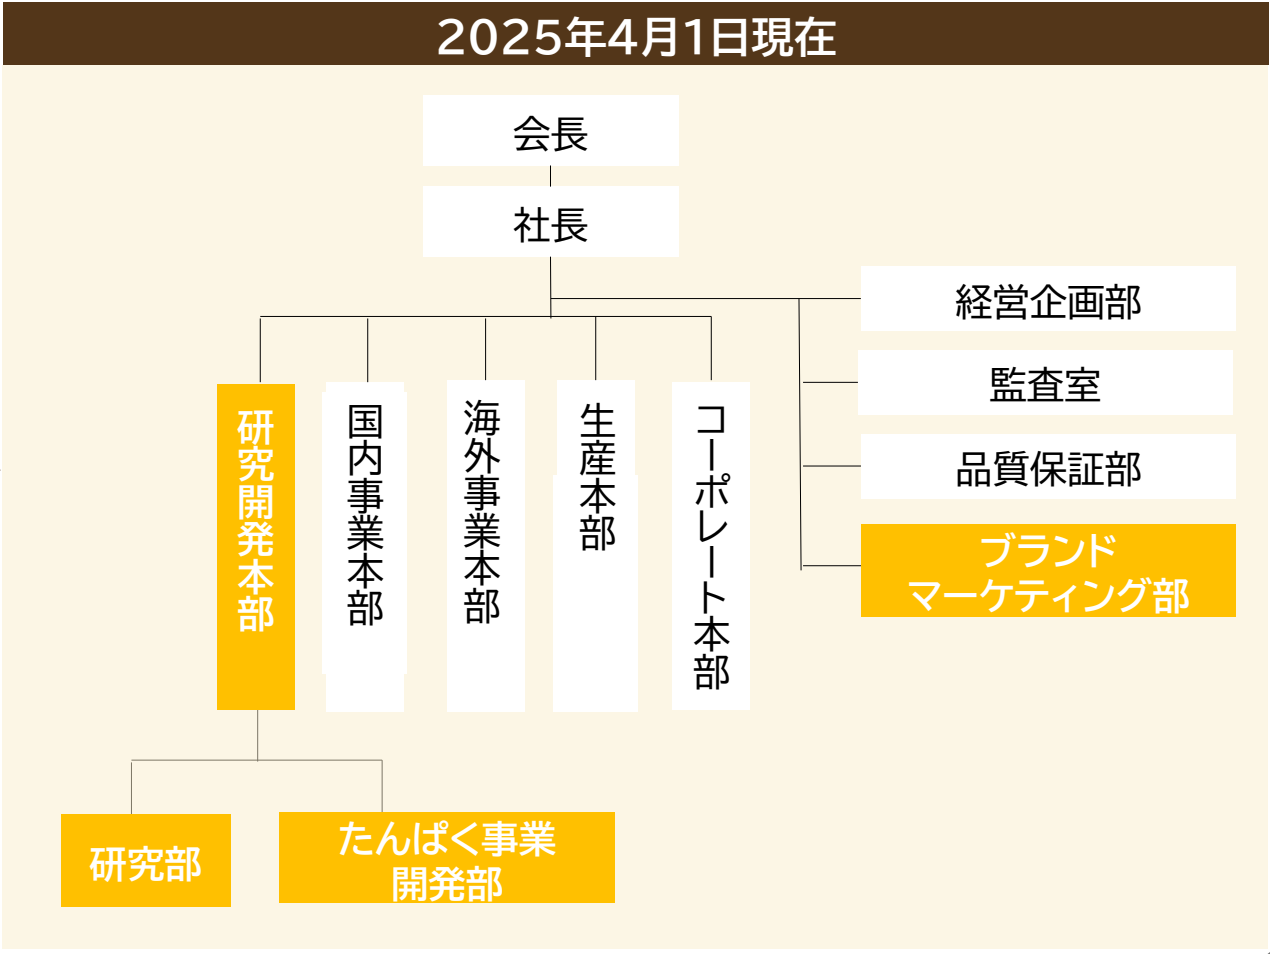 2025年4月1日現在
会長
社長
経営企画部
監査室
品質保証部
ブランド
マーケティング部
研究開発本部
国内事業本部
海外事業本部
生産本部
コーポレート本部
研究部
たんぱく事業
開発部